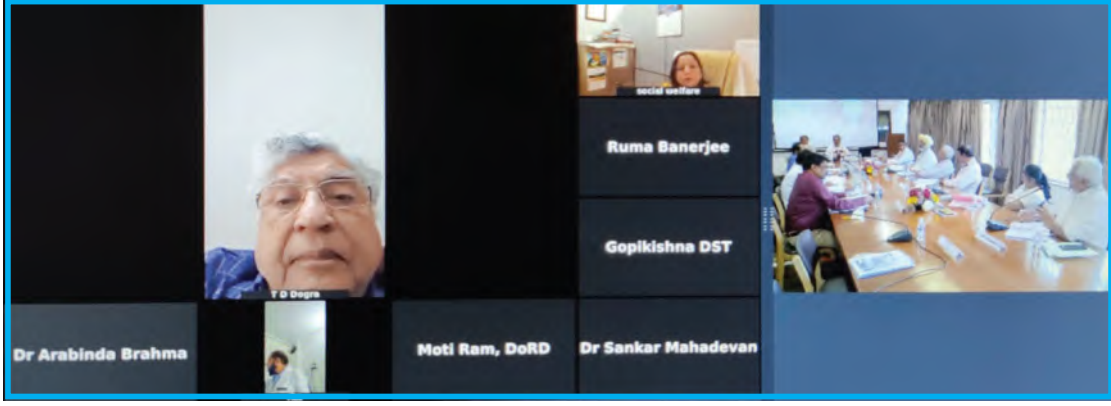 social welfare
Ruma Banerjee
Gopikishna DST
T D Dogra
Dr Arabinda Brahma
Moti Ram, DoRD
Dr Sankar Mahadevan